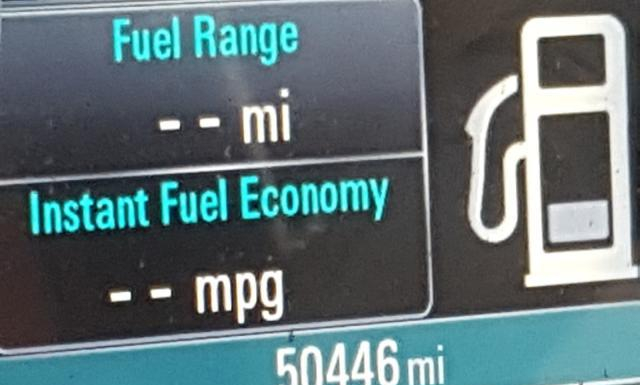 Fuel Range
-- mi
Instant Fuel Economy
-- mpg
50446 mi